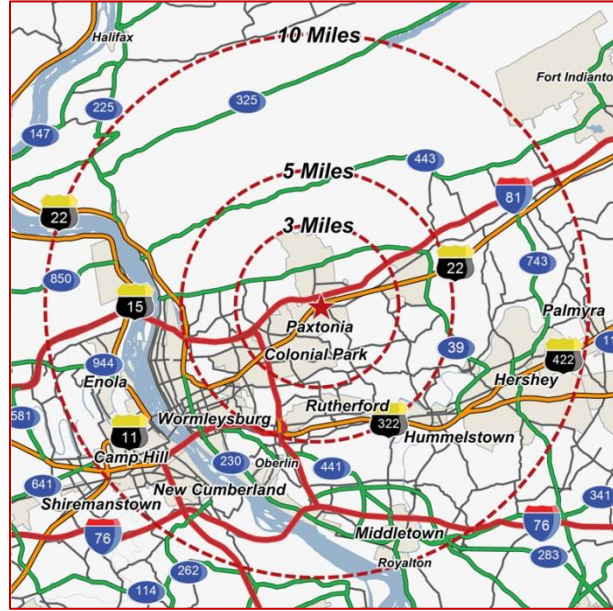 Halifax
10 Miles
Fort Indianto
225
325
147
443
5 Miles
81
22
3 Miles
22
743
850
15
Palmyra
Paxtonia
39
11
Colonial Park
422
944
Enola
Hershey
581
Rutherford
Wormleysburg
322
11
Hummelstown
Camp Hill
230
Oberlin
441
641
New Cumberland
341
Shiremanstown
76
76
Middletown
283
Royalton
262
114